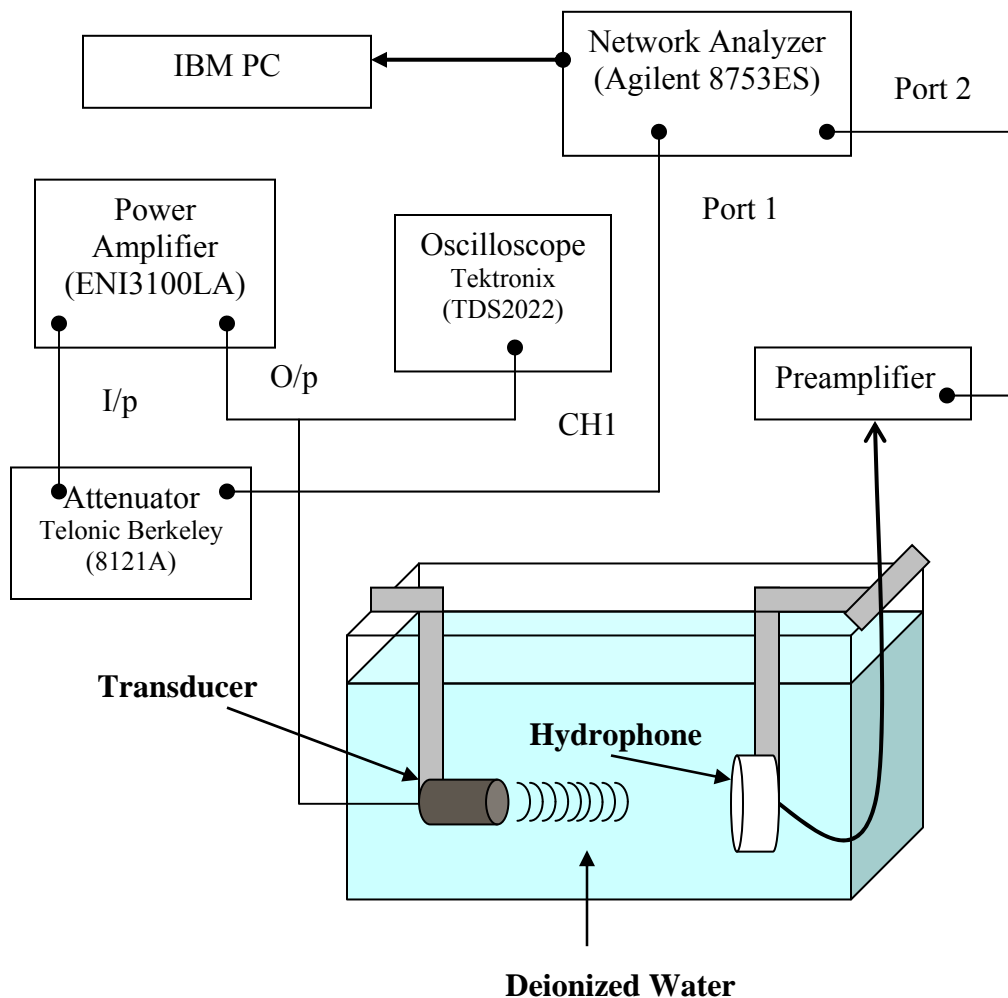 IBM PC
Network Analyzer
(Agilent 8753ES)
Port 2
Port 1
Power
Amplifier
(ENI3100LA)
Oscilloscope
Tektronix
(TDS2022)
I/p
O/p
CH1
Preamplifier
Attenuator
Telonic Berkeley
(8121A)
Transducer
Hydrophone
Deionized Water